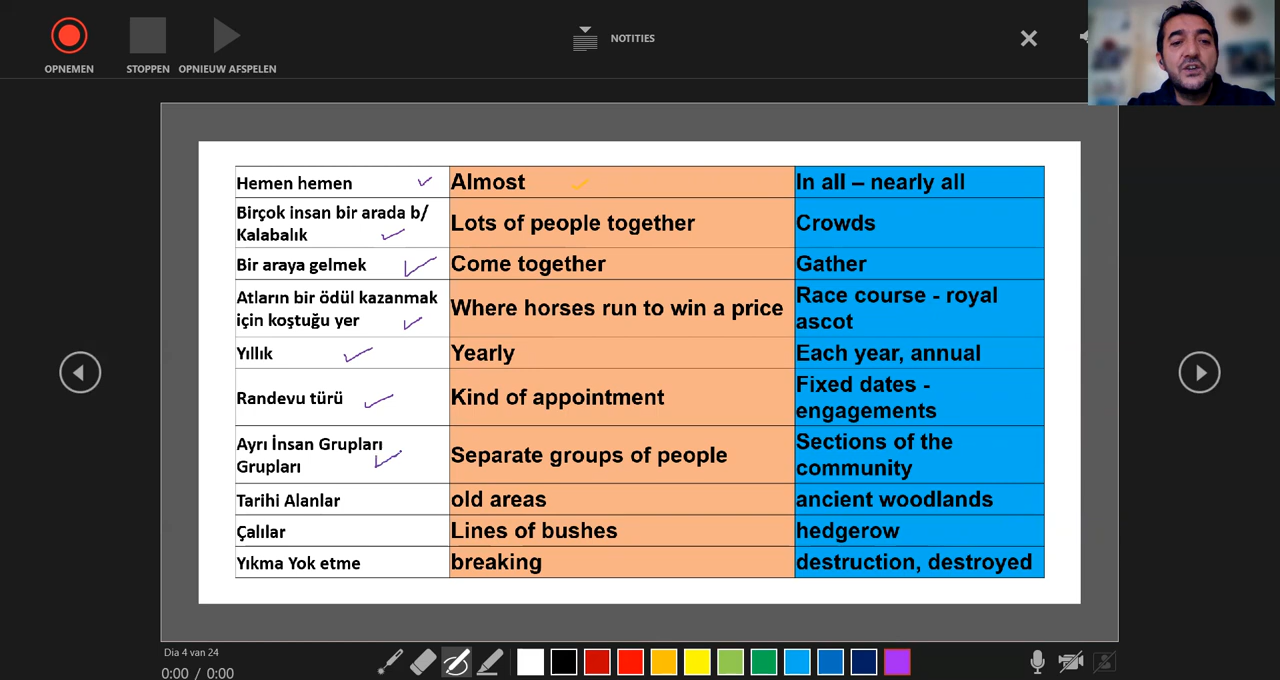 OPNEMEN
STOPPEN
OPNIEUW AFSPELEN
NOTITIES
Hemen hemen
Almost
In all – nearly all
Birçok insan bir arada b/
Kalabalık
Lots of people together
Crowds
Bir araya gelmek
Come together
Gather
Atların bir ödül kazanmak
için koştuğu yer
Where horses run to win a price
Race course - royal
ascot
Yıllık
Yearly
Each year, annual
Randevu türü
Kind of appointment
Fixed dates -
engagements
Ayrı İnsan Grupları
Grupları
Separate groups of people
Sections of the
community
Tarihi Alanlar
old areas
ancient woodlands
Çalılar
Lines of bushes
hedgerow
Yıkma Yok etme
breaking
destruction, destroyed
Dia 4 van 24
0:00 / 0:00